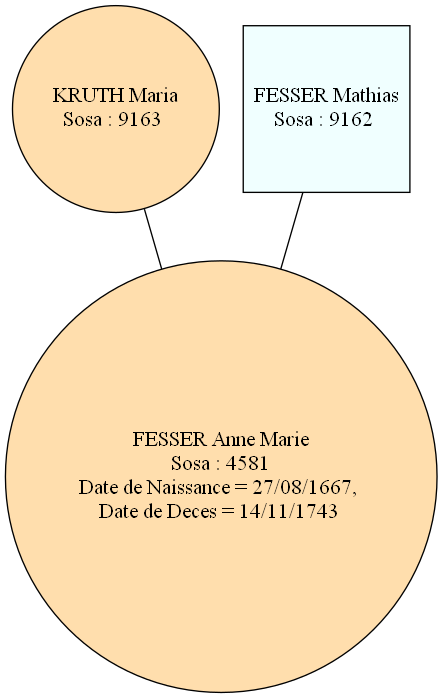 KRUTH Maria
Sosa : 9163
FESSER Mathias
Sosa : 9162
FESSER Anne Marie
Sosa : 4581
Date de Naissance = 27/08/1667,
Date de Deces = 14/11/1743